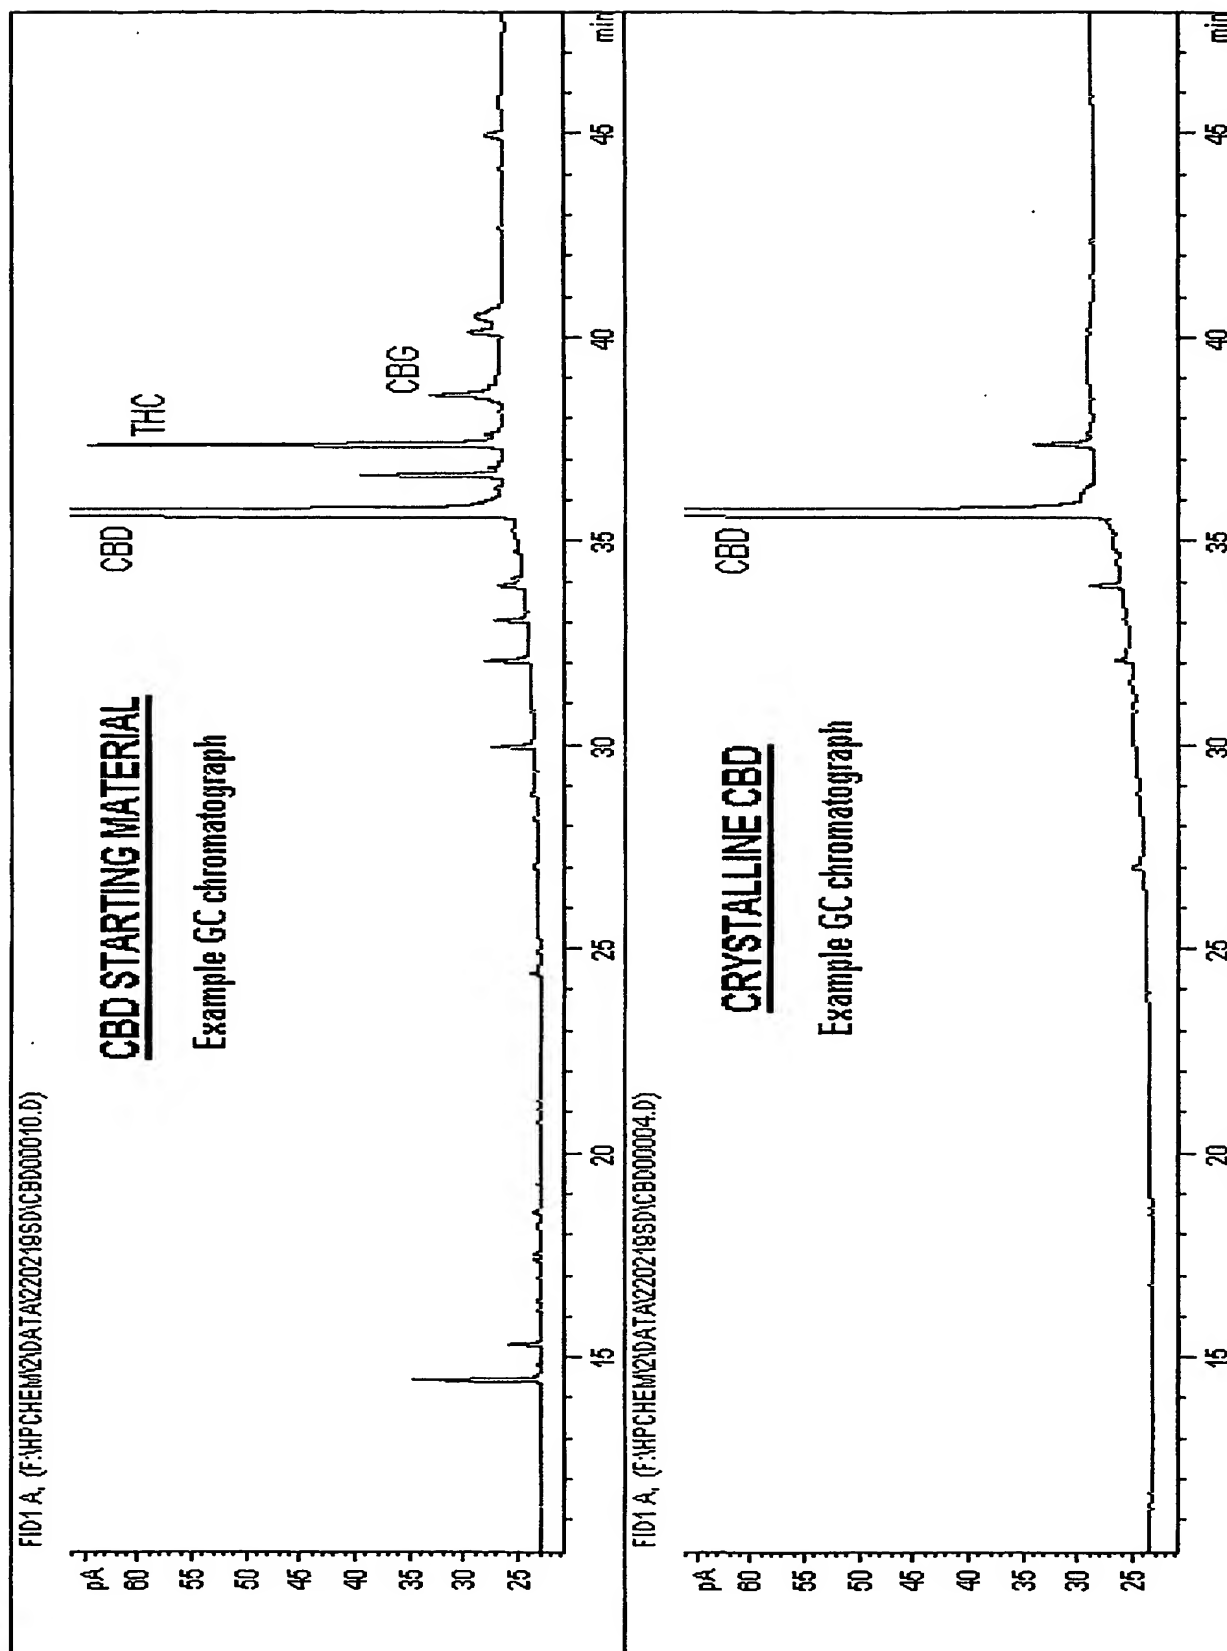 FID1 A, (F:\HPCHEM\2\DATA\220219SD\CBD00010.D)
pA
60
55
50
45
40
35
30
25
CBD STARTING MATERIAL
Example GC chromatograph
CBD
THC
CBG
15
20
25
30
35
40
45
min
FID1 A, (F:\HPCHEM\2\DATA\220219SD\CBD00004.D)
pA
60
55
50
45
40
35
30
25
CRYSTALLINE CBD
Example GC chromatograph
CBD
15
20
25
30
35
40
45
min